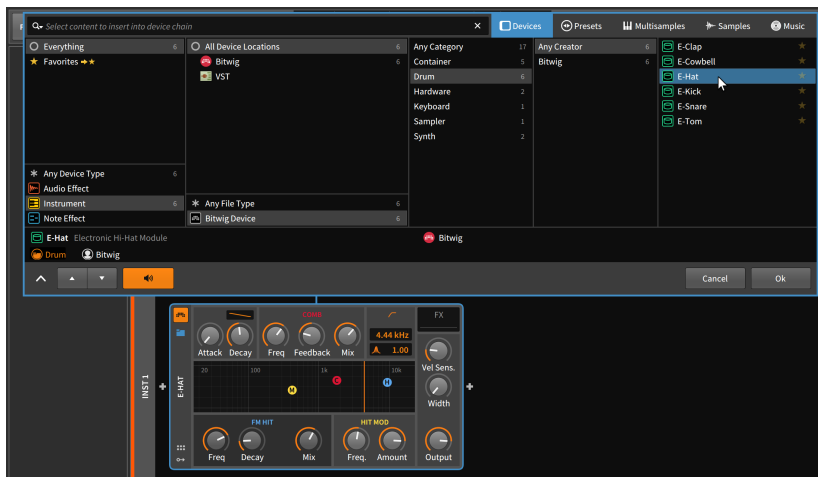 Select content to insert into device chain
Devices
Presets
Multisamples
Samples
Music
Everything 6
Favorites
Any Device Type 6
Audio Effect
Instrument 6
Note Effect
All Device Locations 6
Bitwig 6
VST
Any File Type 6
Bitwig Device 6
Any Category 17
Container 5
Drum 6
Hardware 2
Keyboard 1
Sampler 1
Synth 2
Any Creator 6
Bitwig 6
E-Clap
E-Cowbell
E-Hat
E-Kick
E-Snare
E-Tom
E-Hat Electronic Hi-Hat Module
Bitwig
Drum Bitwig
Cancel
Ok
INST 1
E-HAT
COMB
FX
4.44 kHz
1.00
Attack Decay Freq Feedback Mix
Vel Sens.
20 100 1k 10k
M C H
Width
FM HIT
HIT MOD
Freq Decay Mix Freq. Amount Output